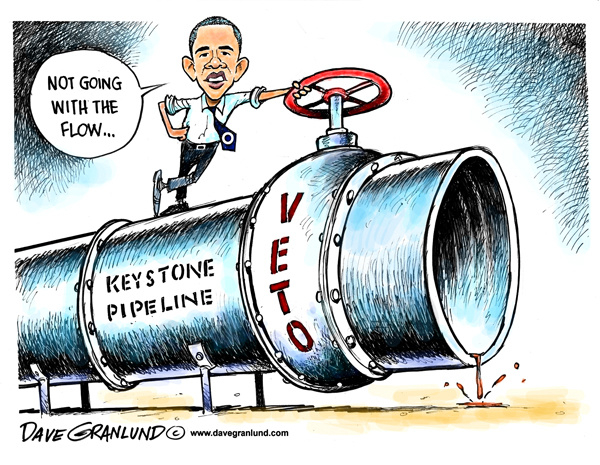 NOT GOING
WITH THE
FLOW...
KEYSTONE
PIPELINE
VETO
DAVE GRANLUND © www.davegranlund.com